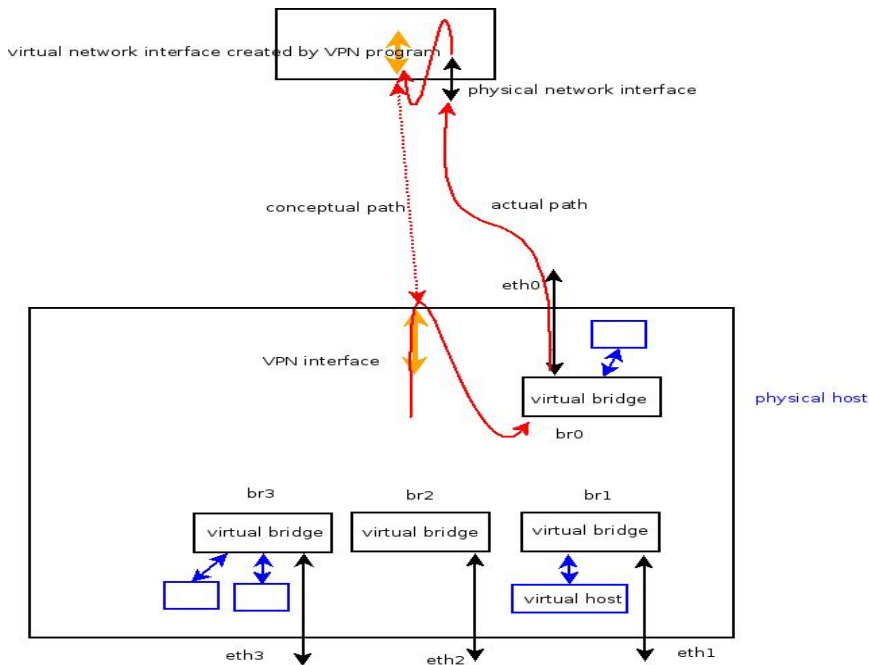 virtual network interface created by VPN program
physical network interface
conceptual path
actual path
eth0
VPN interface
virtual bridge
physical host
br0
br3
br2
br1
virtual bridge
virtual bridge
virtual bridge
virtual host
eth3
eth2
eth1